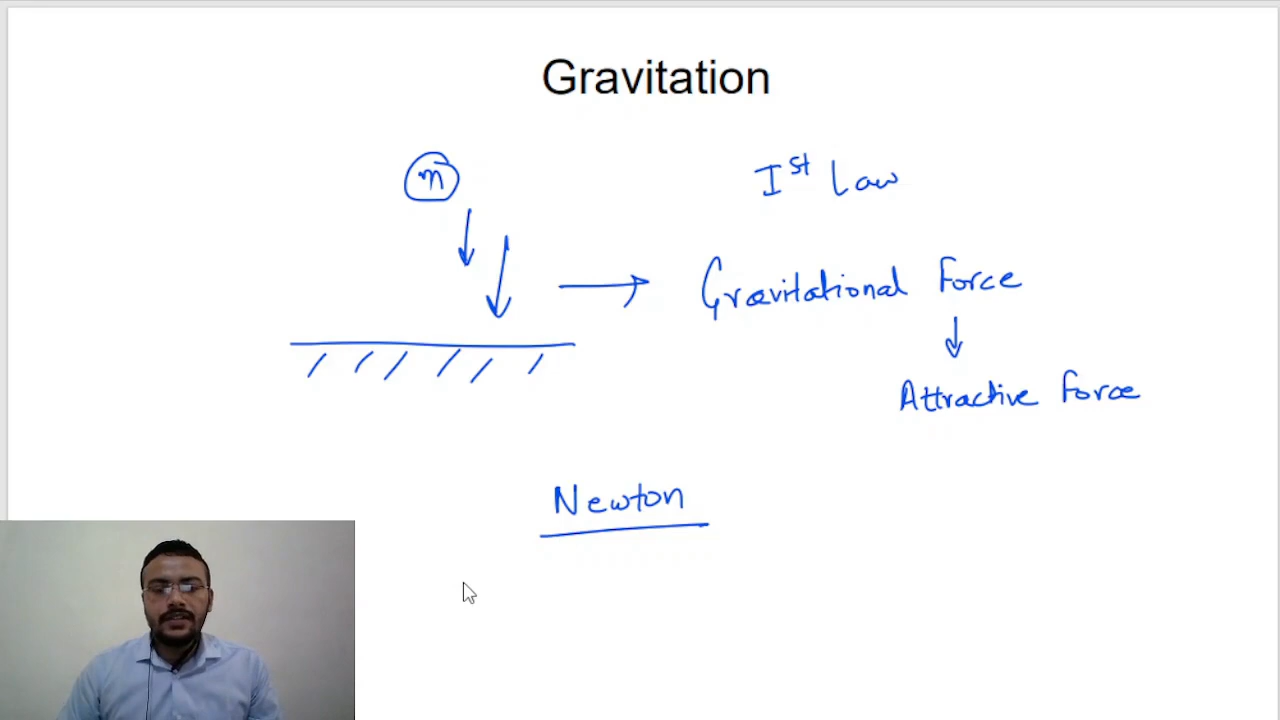 Gravitation
m
Ist Law
Gravitational Force
Attractive Force
Newton